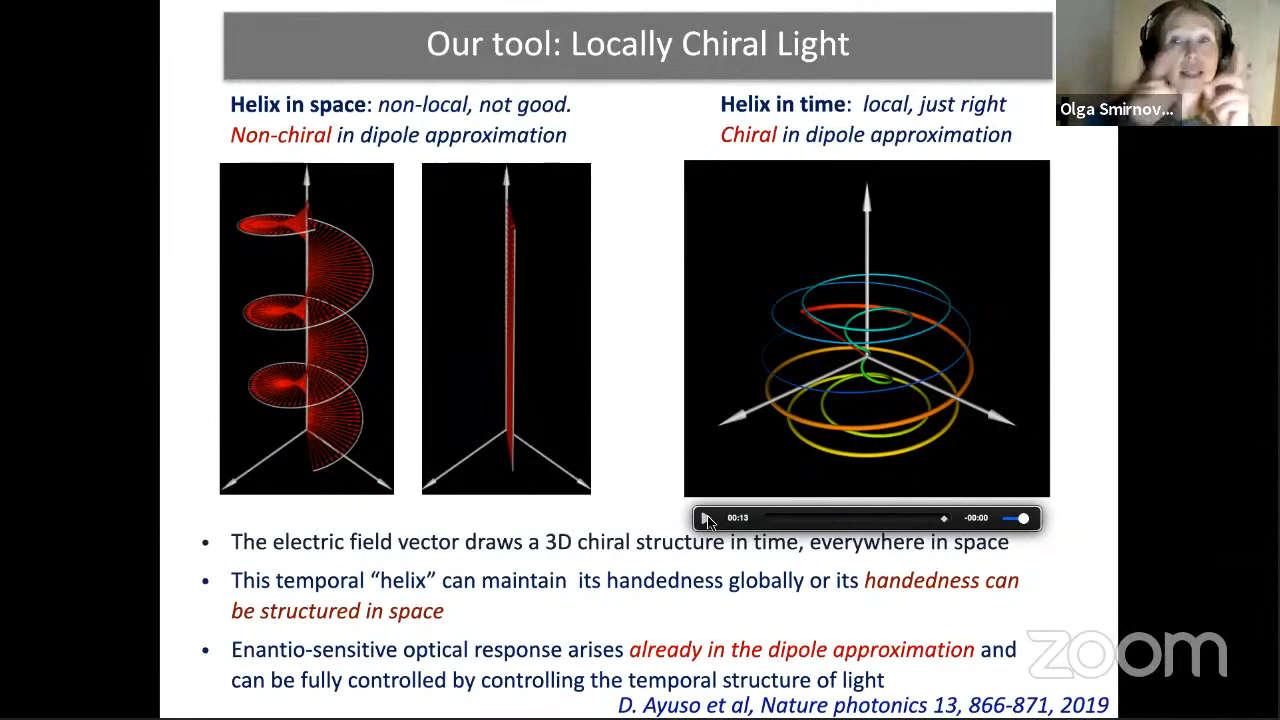 Our tool: Locally Chiral Light
Olga Smirnov...
Helix in space: non-local, not good.
Non-chiral in dipole approximation
Helix in time: local, just right
Chiral in dipole approximation
00:13
-00:00
• The electric field vector draws a 3D chiral structure in time, everywhere in space
• This temporal “helix” can maintain its handedness globally or its handedness can
be structured in space
• Enantio-sensitive optical response arises already in the dipole approximation and
can be fully controlled by controlling the temporal structure of light
D. Ayuso et al, Nature photonics 13, 866-871, 2019
zoom